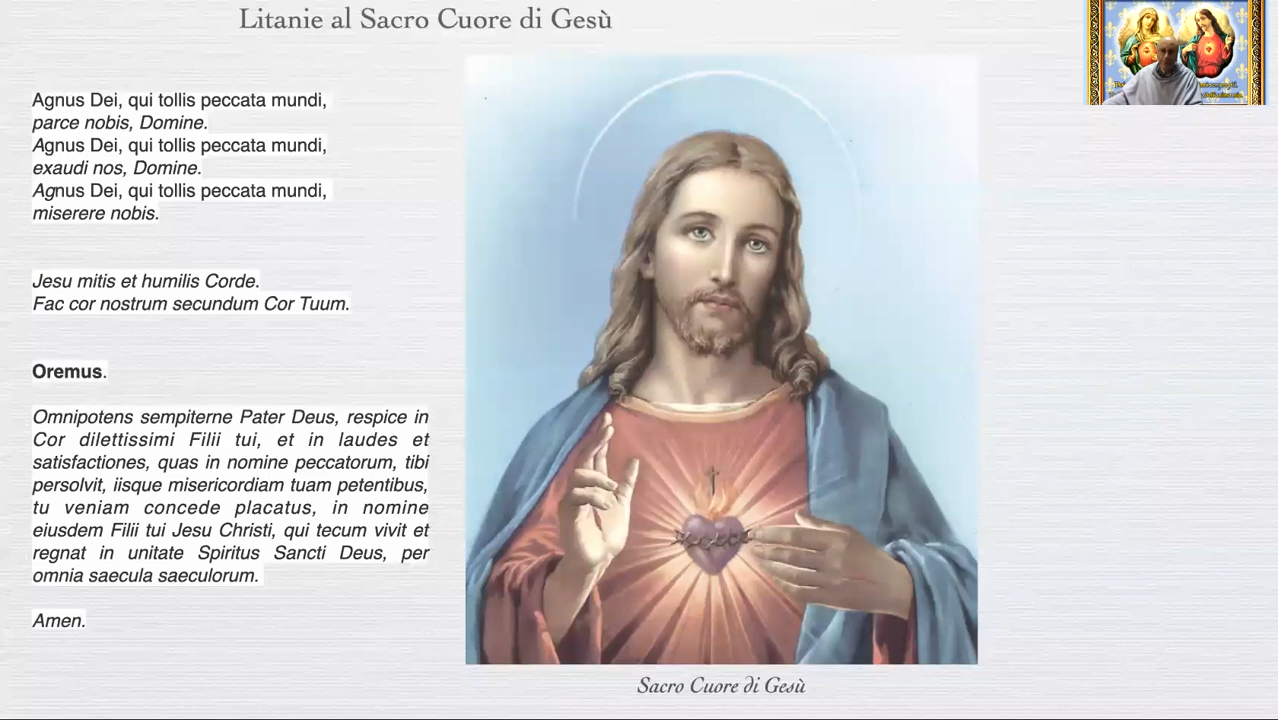 Litanie al Sacro Cuore di Gesù
Agnus Dei, qui tollis peccata mundi,
parce nobis, Domine.
Agnus Dei, qui tollis peccata mundi,
exaudi nos, Domine.
Agnus Dei, qui tollis peccata mundi,
miserere nobis.
Jesu mitis et humilis Corde.
Fac cor nostrum secundum Cor Tuum.
Oremus.
Omnipotens sempiterne Pater Deus, respice in
Cor dilettissimi Filii tui, et in laudes et
satisfactiones, quas in nomine peccatorum, tibi
persolvit, iisque misericordiam tuam petentibus,
tu veniam concede placatus, in nomine
eiusdem Filii tui Jesu Christi, qui tecum vivit et
regnat in unitate Spiritus Sancti Deus, per
omnia saecula saeculorum.
Amen.
Sacro Cuore di Gesù